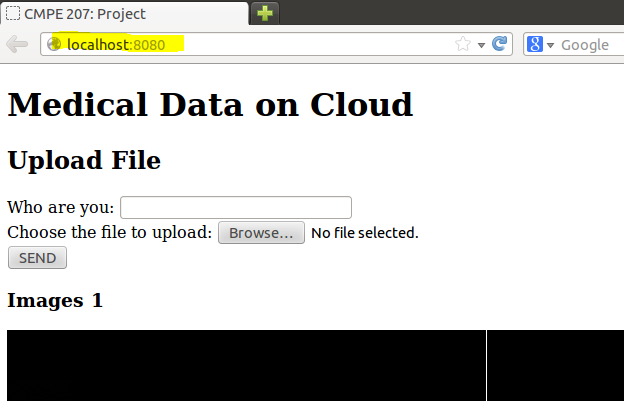 CMPE 207: Project
localhost:8080
Google
Medical Data on Cloud
Upload File
Who are you:
Choose the file to upload: Browse... No file selected.
SEND
Images 1